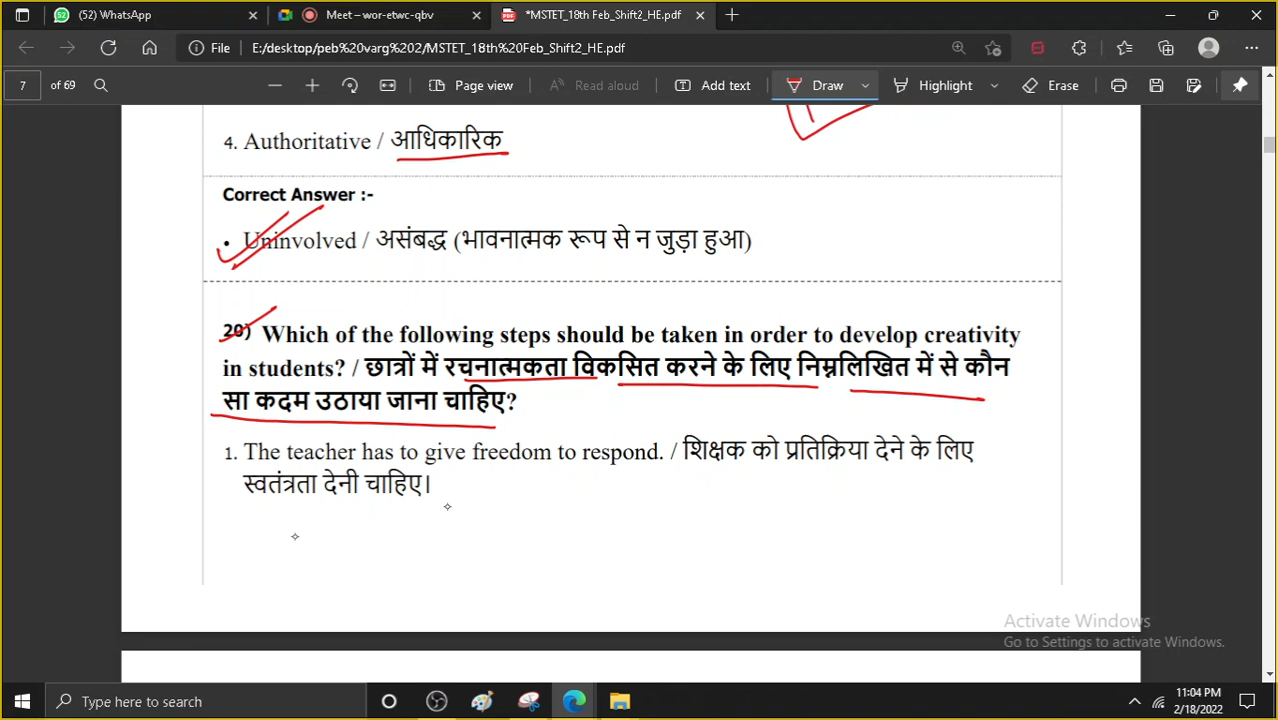 (52) WhatsApp
Meet – wor-etwc-qbv
*MSTET_18th Feb_Shift2_HE.pdf
File E:/desktop/peb%20varg%202/MSTET_18th%20Feb_Shift2_HE.pdf
7 of 69 Page view Read aloud Add text Draw Highlight Erase
4. Authoritative / आधिकारिक
Correct Answer :-
• Uninvolved / असंबद्ध (भावनात्मक रूप से न जुड़ा हुआ)
20) Which of the following steps should be taken in order to develop creativity
in students? / छात्रों में रचनात्मकता विकसित करने के लिए निम्नलिखित में से कौन
सा कदम उठाया जाना चाहिए?
1. The teacher has to give freedom to respond. / शिक्षक को प्रतिक्रिया देने के लिए
स्वतंत्रता देनी चाहिए।
Activate Windows
Go to Settings to activate Windows.
Type here to search
11:04 PM
2/18/2022